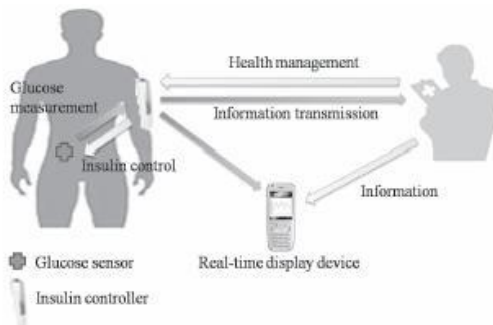 Health management
Glucose
measurement
Information transmission
Insulin control
Information
Real-time display device
Glucose sensor
Insulin controller